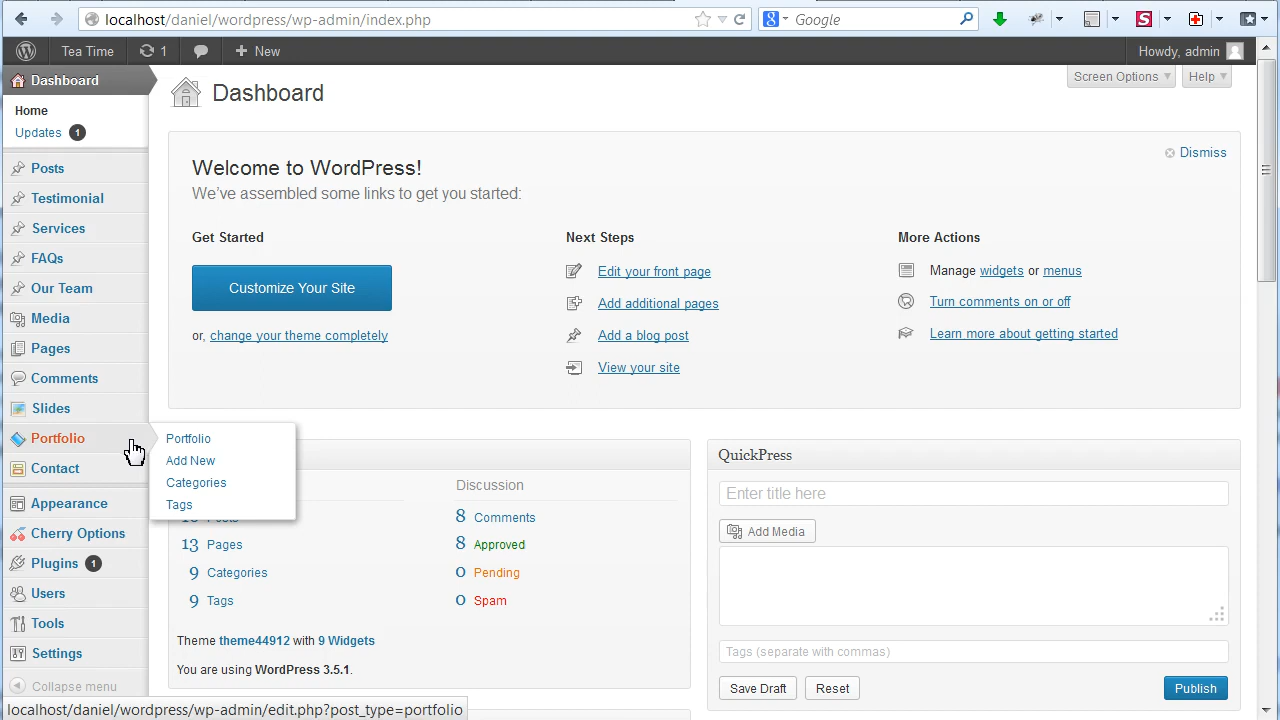 localhost/daniel/wordpress/wp-admin/index.php
Google
Tea Time
1
New
Howdy, admin
Dashboard
Home
Updates 1
Posts
Testimonial
Services
FAQs
Our Team
Media
Pages
Comments
Slides
Portfolio
Contact
Appearance
Cherry Options
Plugins 1
Users
Tools
Settings
Collapse menu
Portfolio
Add New
Categories
Tags
Dashboard
Screen Options
Help
Welcome to WordPress!
We've assembled some links to get you started:
Dismiss
Get Started
Customize Your Site
or, change your theme completely
Next Steps
Edit your front page
Add additional pages
Add a blog post
View your site
More Actions
Manage widgets or menus
Turn comments on or off
Learn more about getting started
Discussion
Posts
13 Pages
9 Categories
9 Tags
8 Comments
8 Approved
0 Pending
0 Spam
Theme theme44912 with 9 Widgets
You are using WordPress 3.5.1.
QuickPress
Enter title here
Add Media
Tags (separate with commas)
Save Draft
Reset
Publish
localhost/daniel/wordpress/wp-admin/edit.php?post_type=portfolio